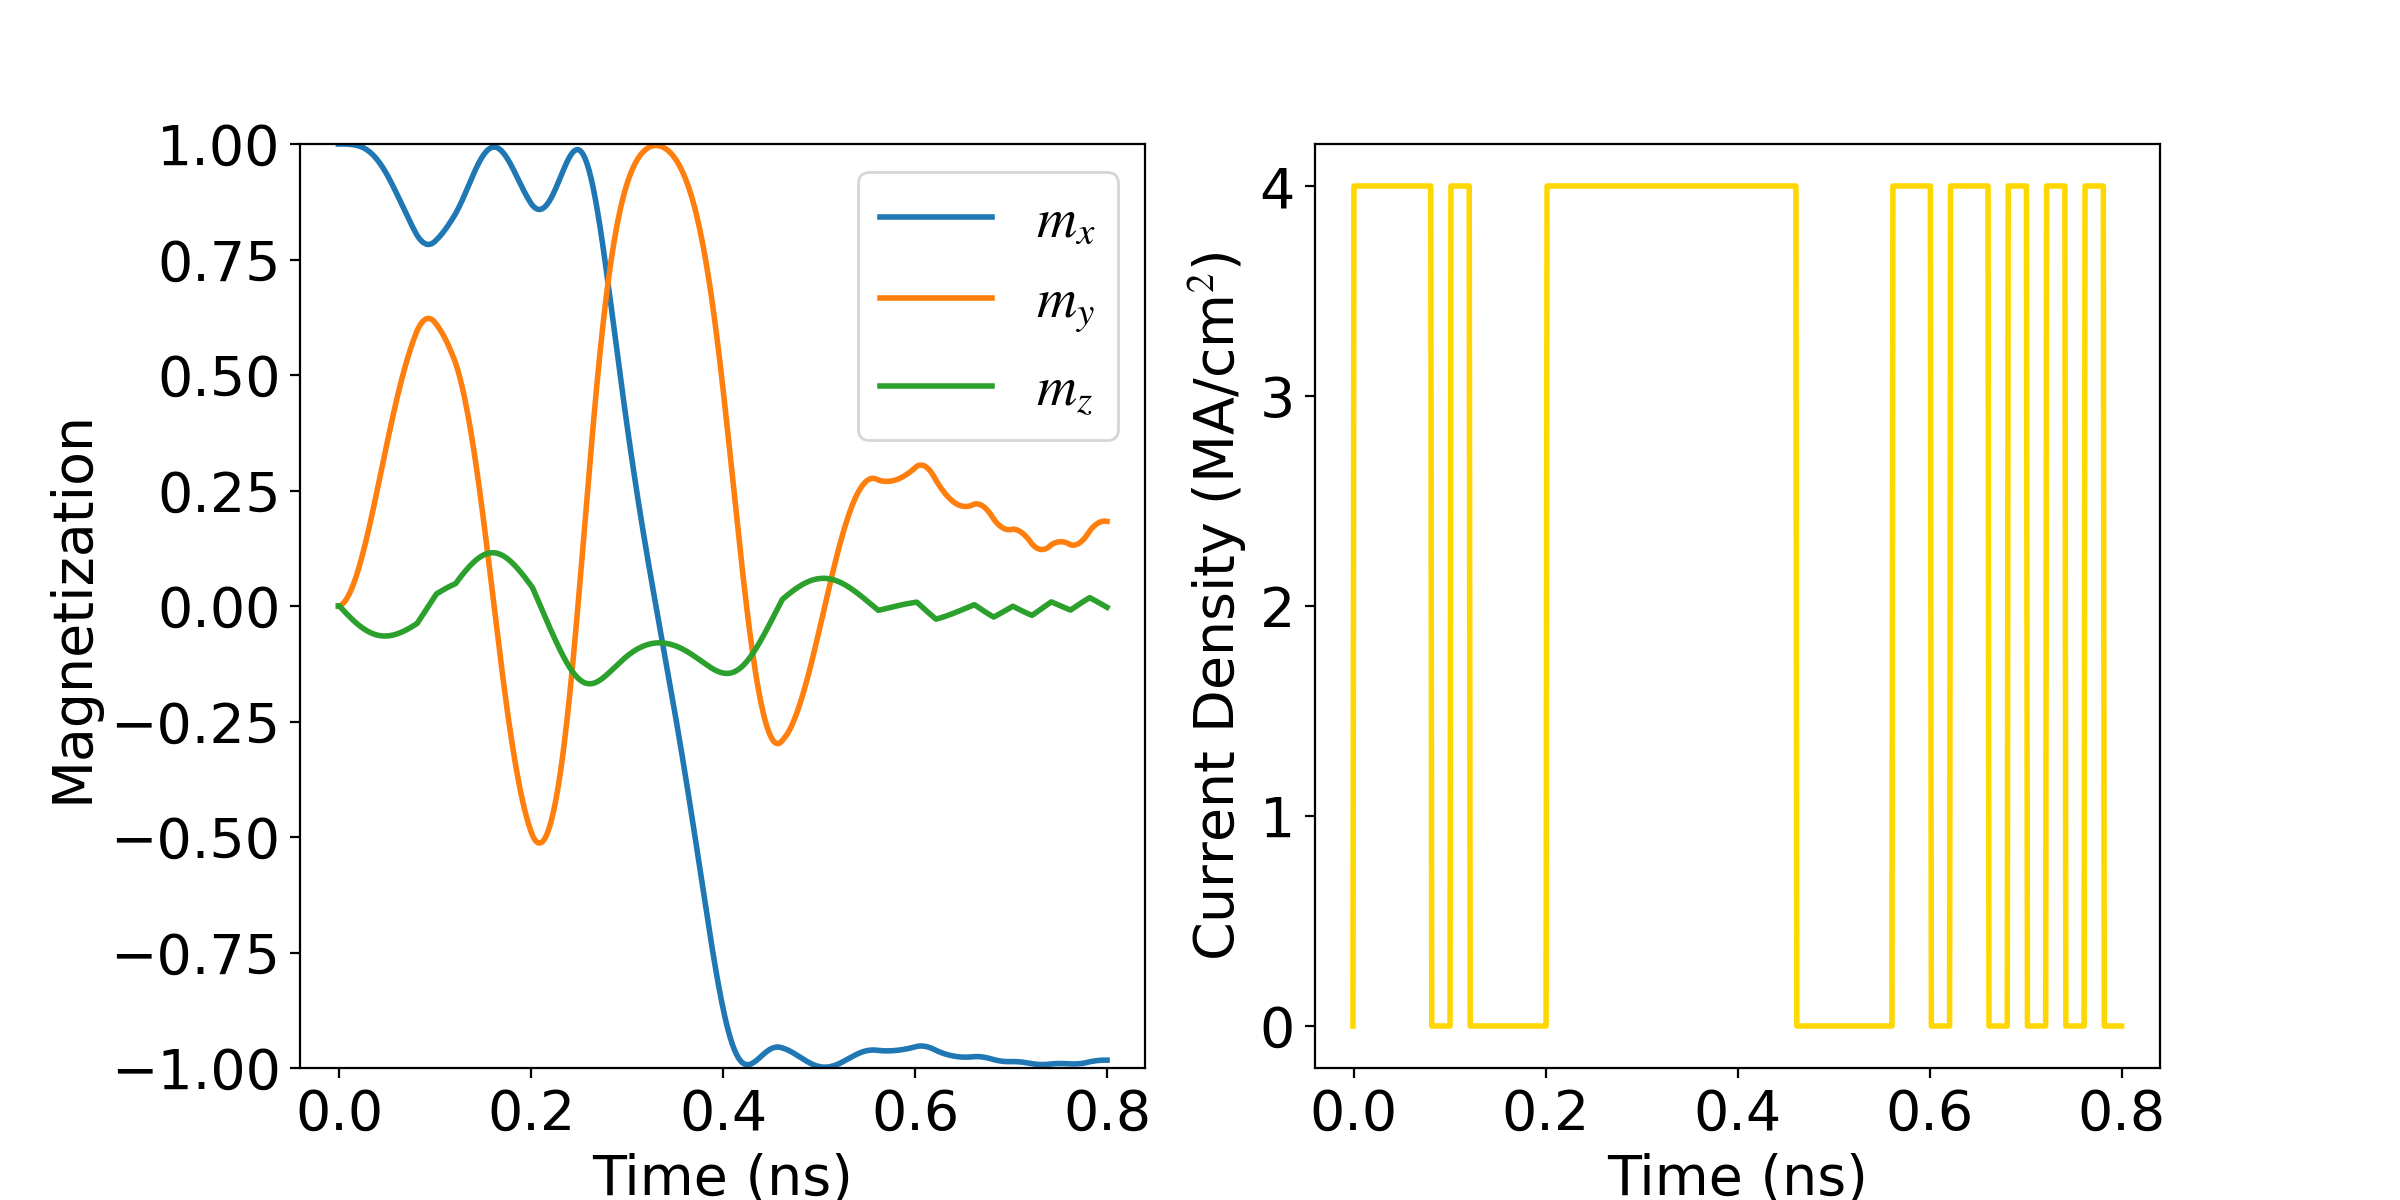 Magnetization
1.00
0.75
0.50
0.25
0.00
−0.25
−0.50
−0.75
−1.00
0.0 0.2 0.4 0.6 0.8
Time (ns)
m_x
m_y
m_z
Current Density (MA/cm²)
4
3
2
1
0
0.0 0.2 0.4 0.6 0.8
Time (ns)